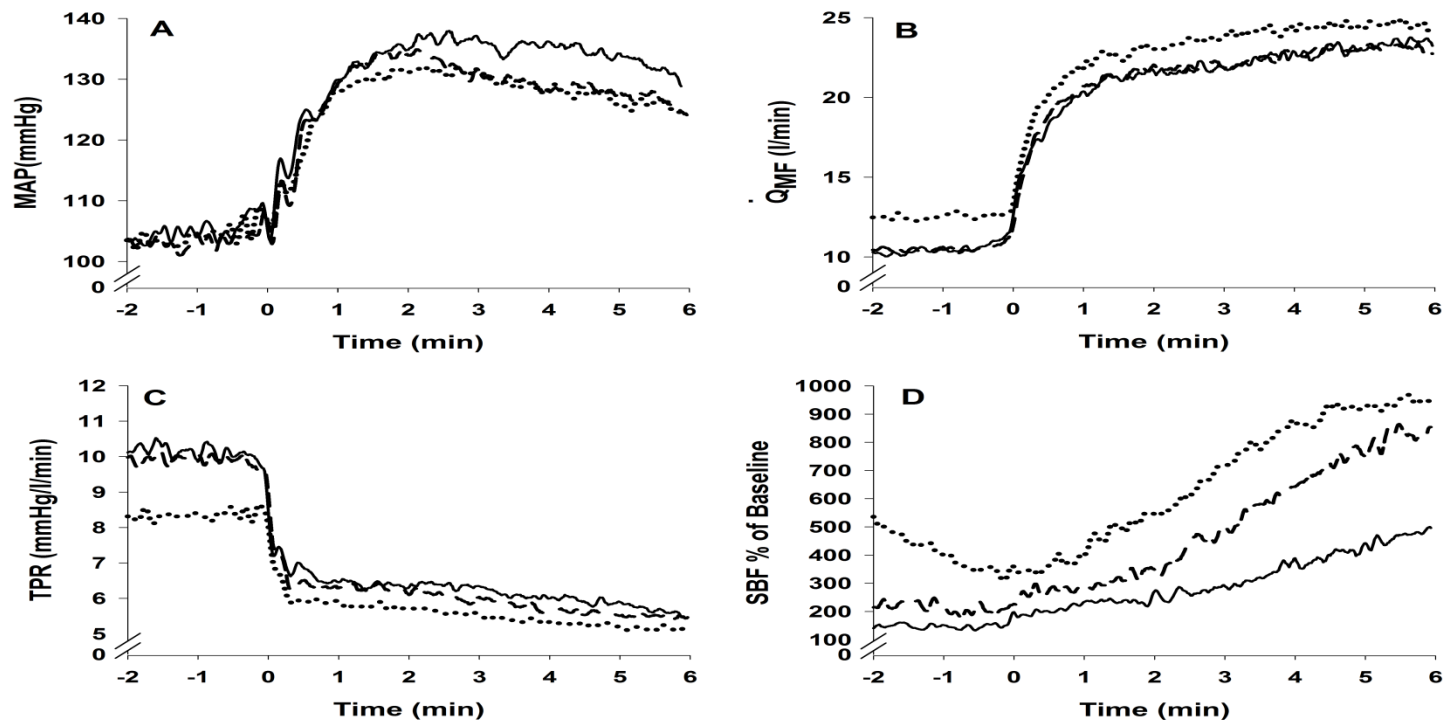 A
MAP(mmHg)
140
130
120
110
100
0
-2 -1 0 1 2 3 4 5 6
Time (min)
B
Q̇MF (l/min)
25
20
15
10
0
-2 -1 0 1 2 3 4 5 6
Time (min)
C
TPR (mmHg/l/min)
12
11
10
9
8
7
6
5
0
-2 -1 0 1 2 3 4 5 6
Time (min)
D
SBF % of Baseline
1000
900
800
700
600
500
400
300
200
100
0
-2 -1 0 1 2 3 4 5 6
Time (min)